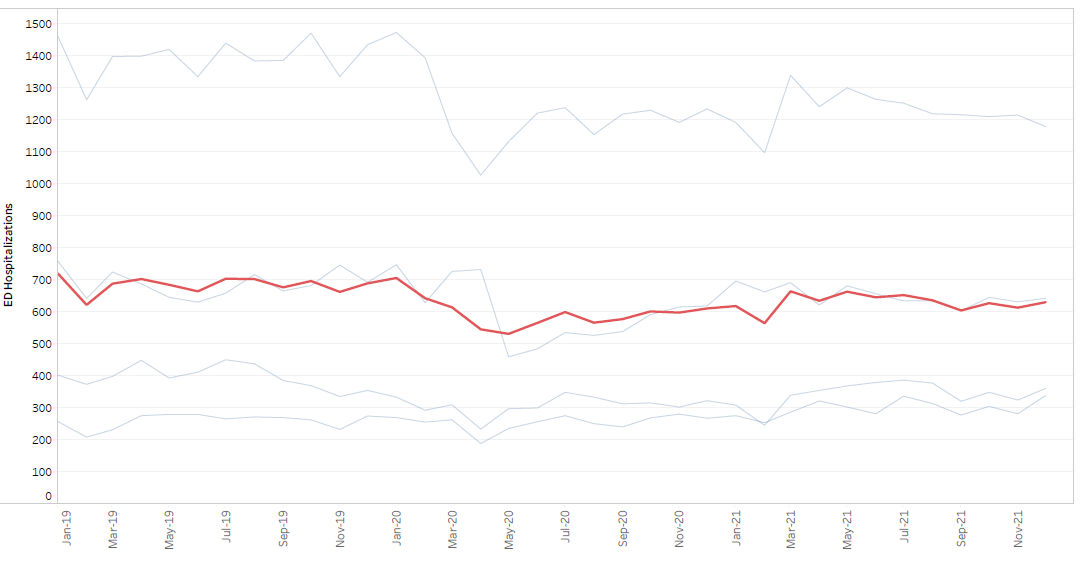 ED Hospitalizations
1500
1400
1300
1200
1100
1000
900
800
700
600
500
400
300
200
100
0
Jan-19
Mar-19
May-19
Jul-19
Sep-19
Nov-19
Jan-20
Mar-20
May-20
Jul-20
Sep-20
Nov-20
Jan-21
Mar-21
May-21
Jul-21
Sep-21
Nov-21